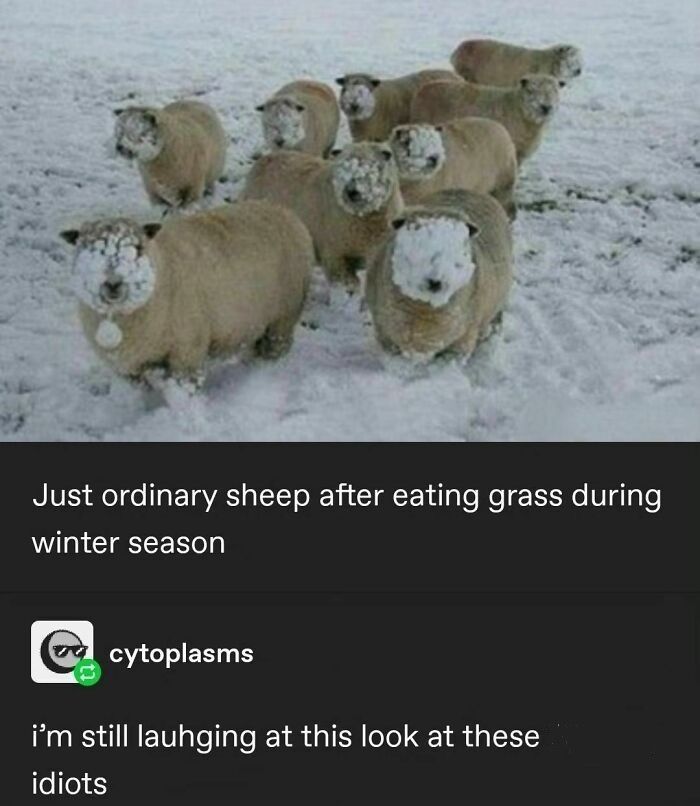 Just ordinary sheep after eating grass during
winter season
cytoplasms
i’m still lauhging at this look at these
idiots